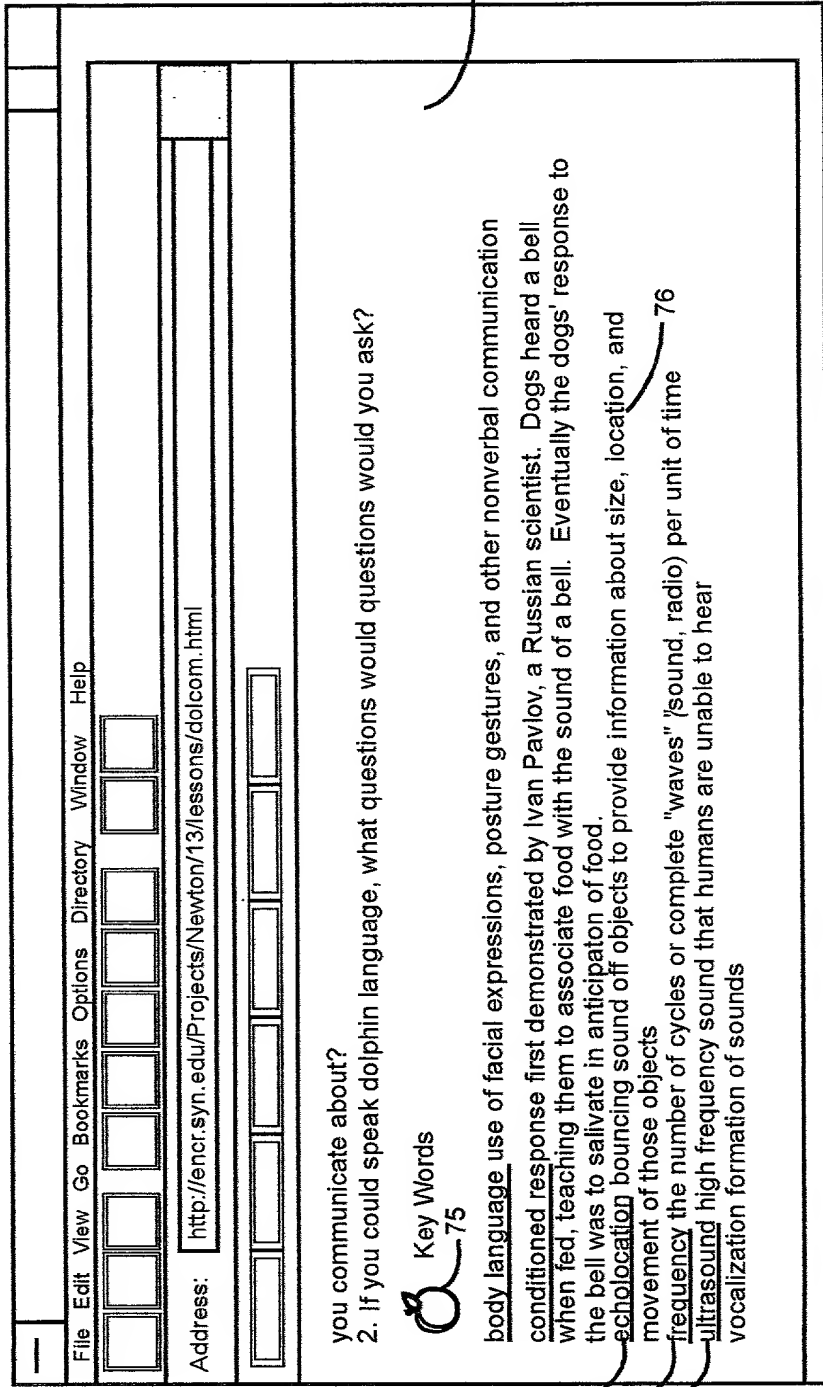 File Edit View Go Bookmarks Options Directory Window Help
Address: http://encr.syn.edu/Projects/Newton/13/lessons/dolcom.html
you communicate about?
2. If you could speak dolphin language, what questions would questions would you ask?
Key Words
75
body language use of facial expressions, posture gestures, and other nonverbal communication
conditioned response first demonstrated by Ivan Pavlov, a Russian scientist. Dogs heard a bell
when fed, teaching them to associate food with the sound of a bell. Eventually the dogs' response to
the bell was to salivate in anticipaton of food.
echolocation bouncing sound off objects to provide information about size, location, and
movement of those objects
76
frequency the number of cycles or complete "waves" (sound, radio) per unit of time
ultrasound high frequency sound that humans are unable to hear
vocalization formation of sounds